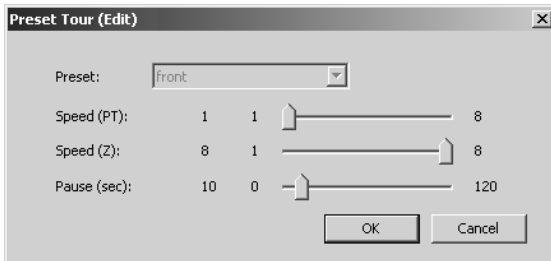 Preset Tour (Edit)
Preset: front
Speed (PT): 1 1 8
Speed (Z): 8 1 8
Pause (sec): 10 0 120
OK Cancel